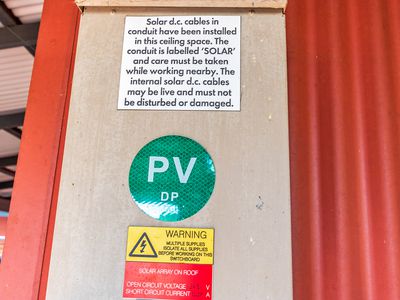 Solar d.c. cables in
conduit have been installed
in this ceiling space. The
conduit is labelled ‘SOLAR’
and care must be taken
while working nearby. The
internal solar d.c. cables
may be live and must not
be disturbed or damaged.
PV
DP
WARNING
MULTIPLE SUPPLIES
ISOLATE ALL SUPPLIES
BEFORE WORKING ON THIS
SWITCHBOARD
SOLAR ARRAY ON ROOF
OPEN CIRCUIT VOLTAGE V
SHORT CIRCUIT CURRENT A